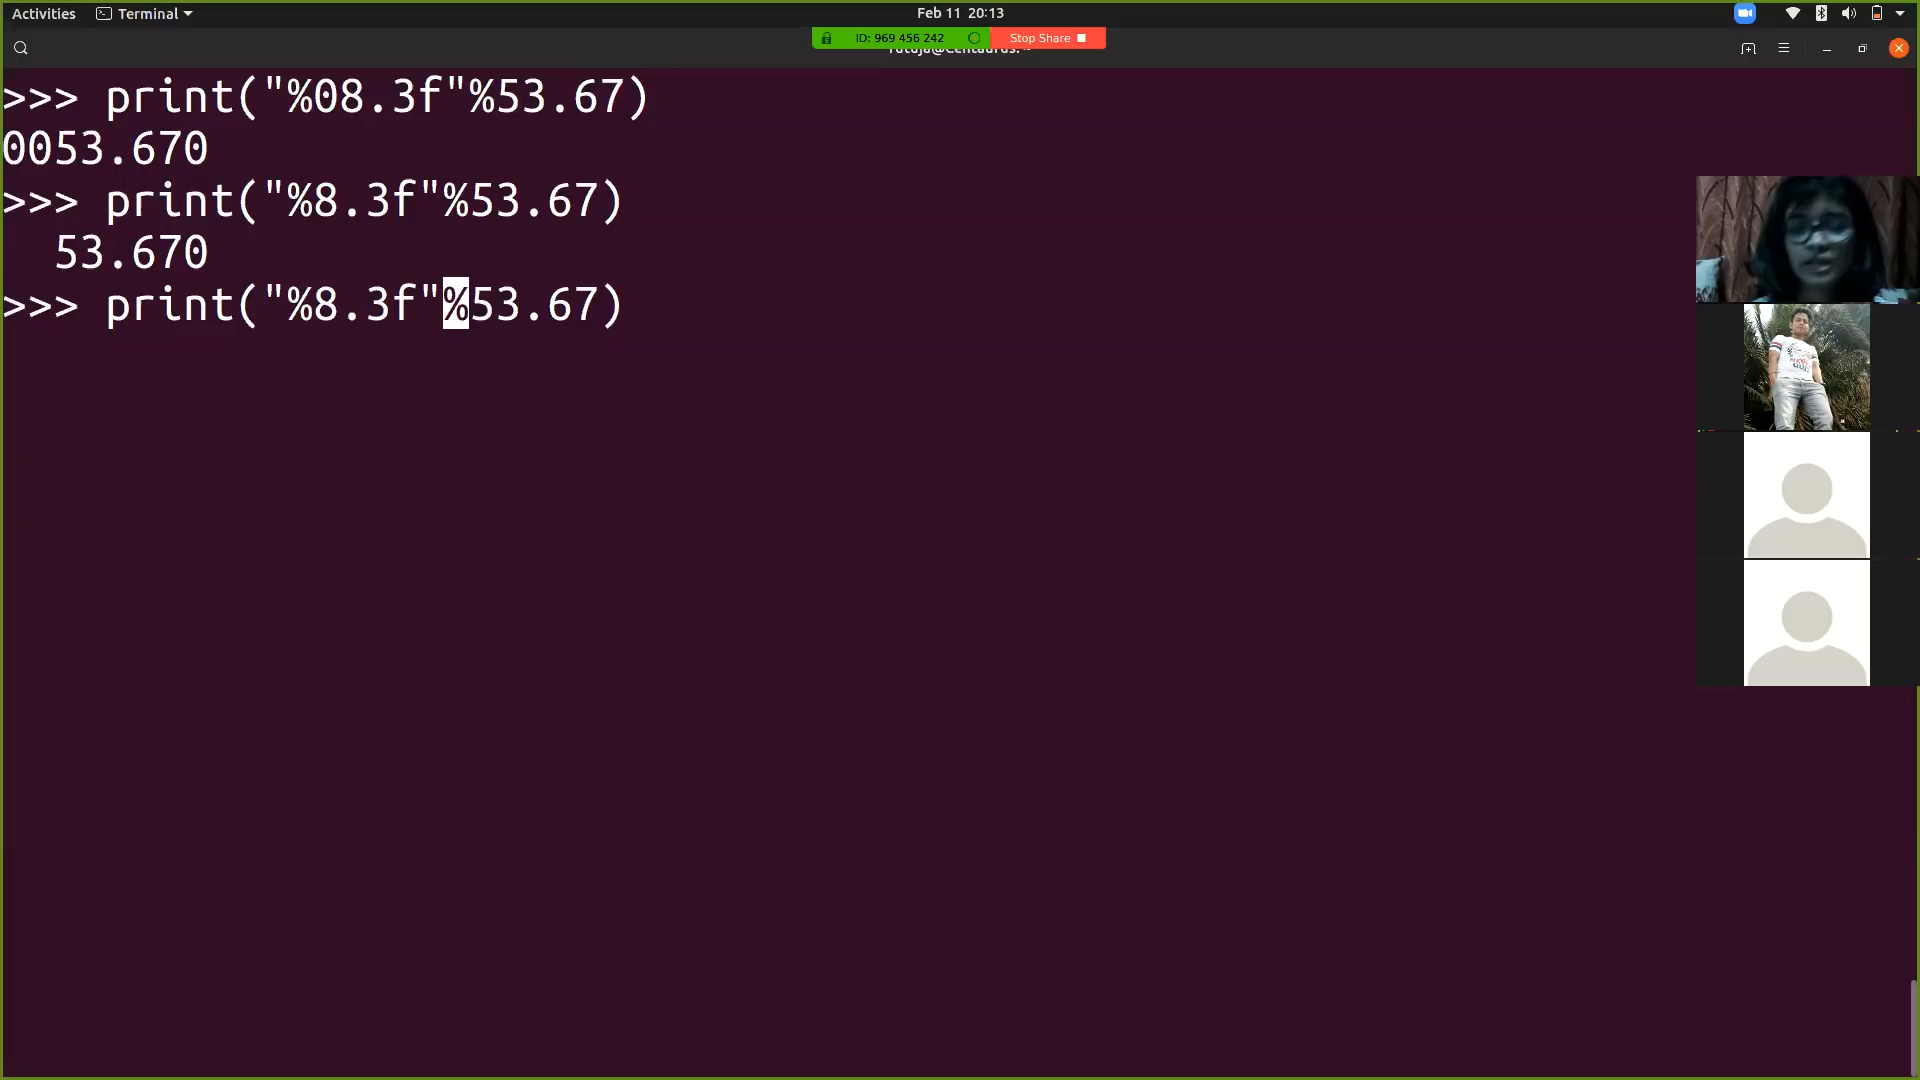 Activities Terminal Feb 11 20:13
ID: 969 456 242 Stop Share
>>> print("%08.3f"%53.67)
0053.670
>>> print("%8.3f"%53.67)
53.670
>>> print("%8.3f"%53.67)